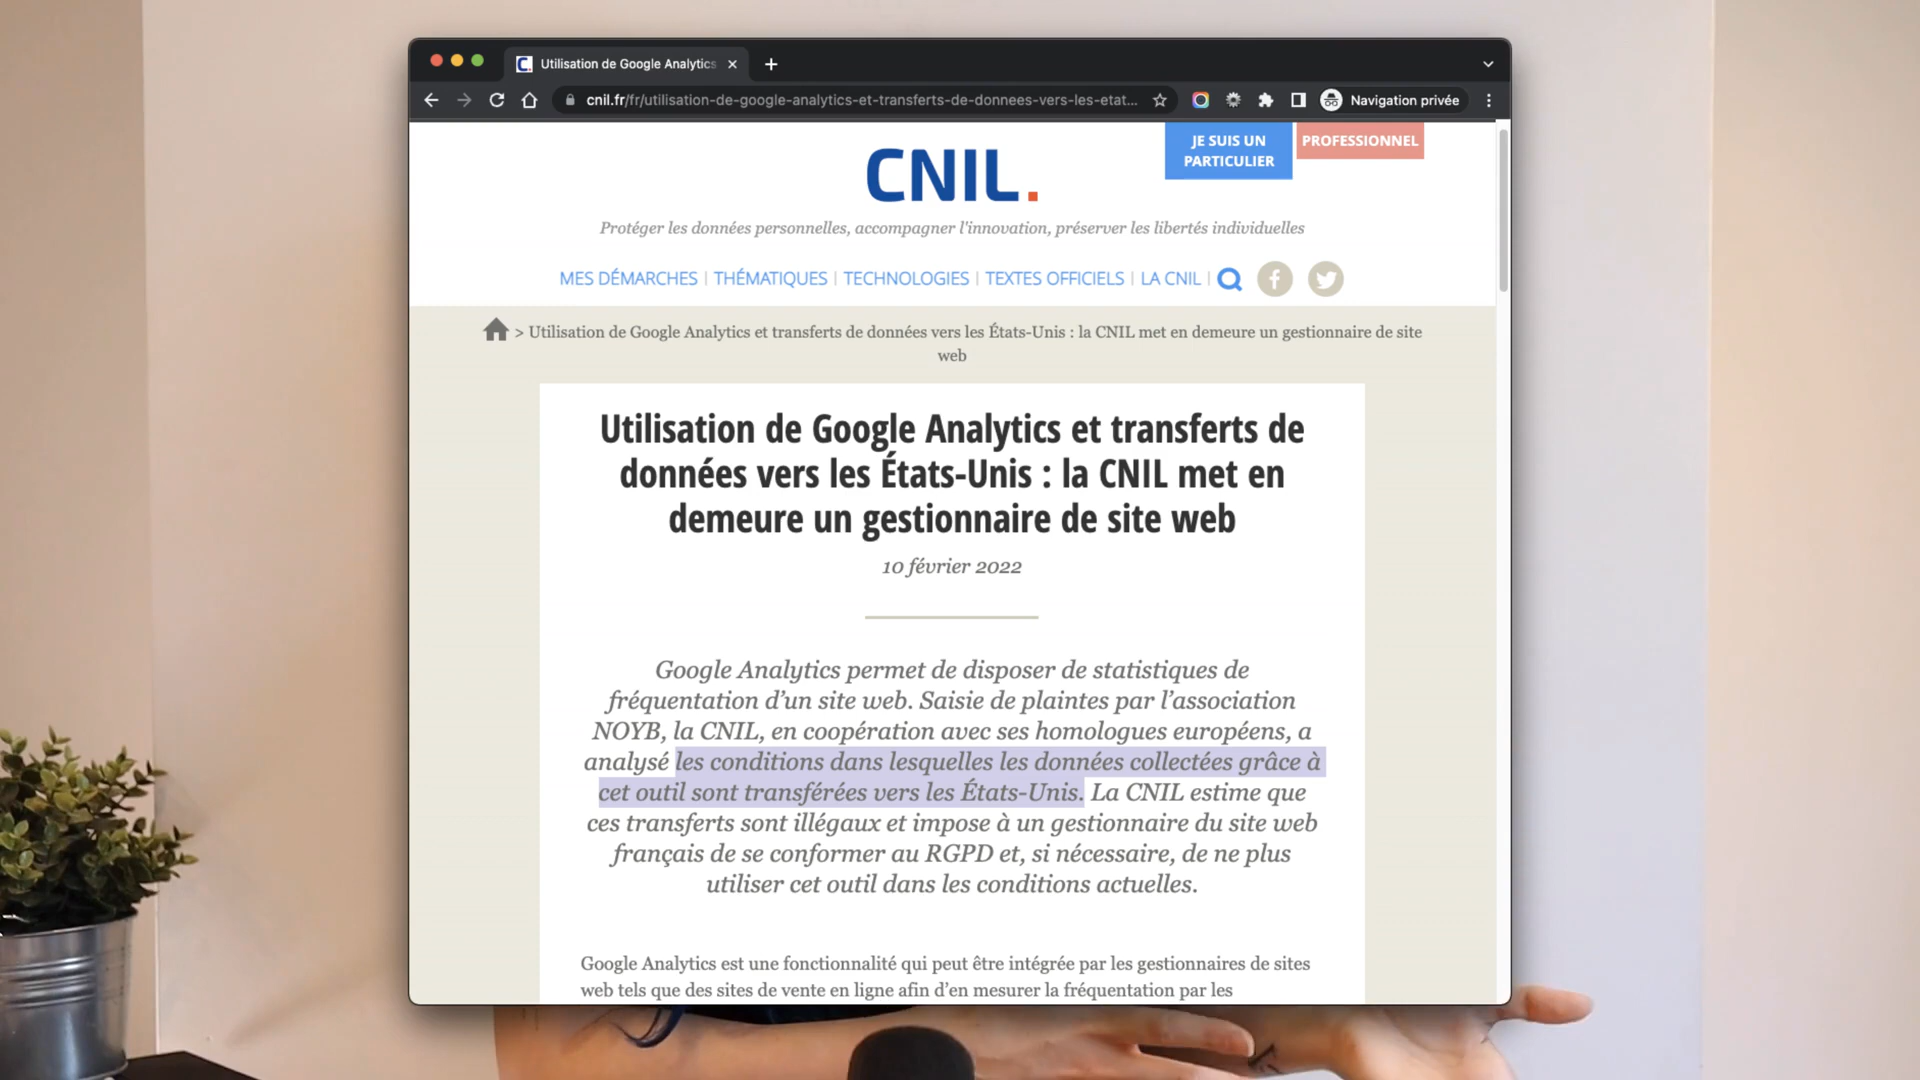 Utilisation de Google Analytics
cnil.fr/fr/utilisation-de-google-analytics-et-transferts-de-donnees-vers-les-etat...
Navigation privée
JE SUIS UN
PARTICULIER
PROFESSIONNEL
CNIL.
Protéger les données personnelles, accompagner l'innovation, préserver les libertés individuelles
MES DÉMARCHES | THÉMATIQUES | TECHNOLOGIES | TEXTES OFFICIELS | LA CNIL |
> Utilisation de Google Analytics et transferts de données vers les États-Unis : la CNIL met en demeure un gestionnaire de site
web
Utilisation de Google Analytics et transferts de
données vers les États-Unis : la CNIL met en
demeure un gestionnaire de site web
10 février 2022
Google Analytics permet de disposer de statistiques de
fréquentation d’un site web. Saisie de plaintes par l’association
NOYB, la CNIL, en coopération avec ses homologues européens, a
analysé les conditions dans lesquelles les données collectées grâce à
cet outil sont transférées vers les États-Unis. La CNIL estime que
ces transferts sont illégaux et impose à un gestionnaire du site web
français de se conformer au RGPD et, si nécessaire, de ne plus
utiliser cet outil dans les conditions actuelles.
Google Analytics est une fonctionnalité qui peut être intégrée par les gestionnaires de sites
web tels que des sites de vente en ligne afin d’en mesurer la fréquentation par les